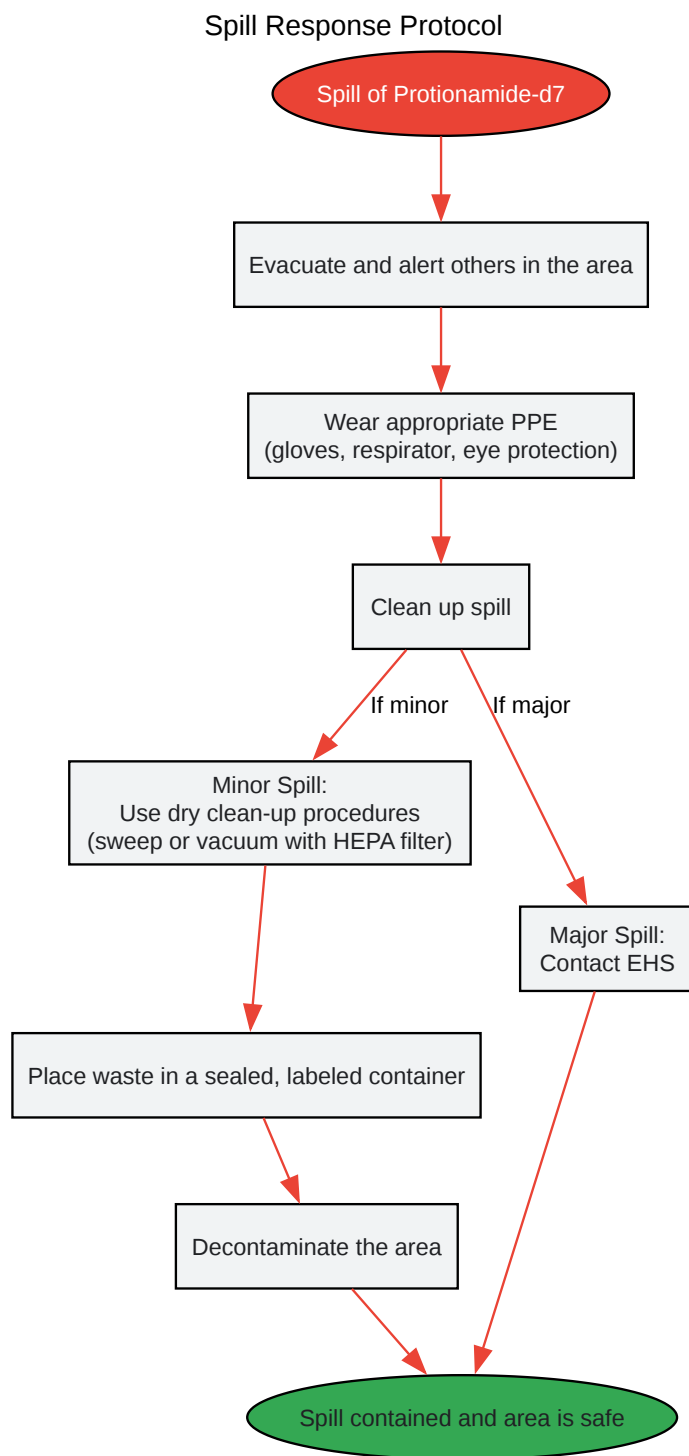 Spill Response Protocol
Spill of Protionamide-d7
Evacuate and alert others in the area
Wear appropriate PPE
(gloves, respirator, eye protection)
Clean up spill
If minor
If major
Minor Spill:
Use dry clean-up procedures
(sweep or vacuum with HEPA filter)
Major Spill:
Contact EHS
Place waste in a sealed, labeled container
Decontaminate the area
Spill contained and area is safe